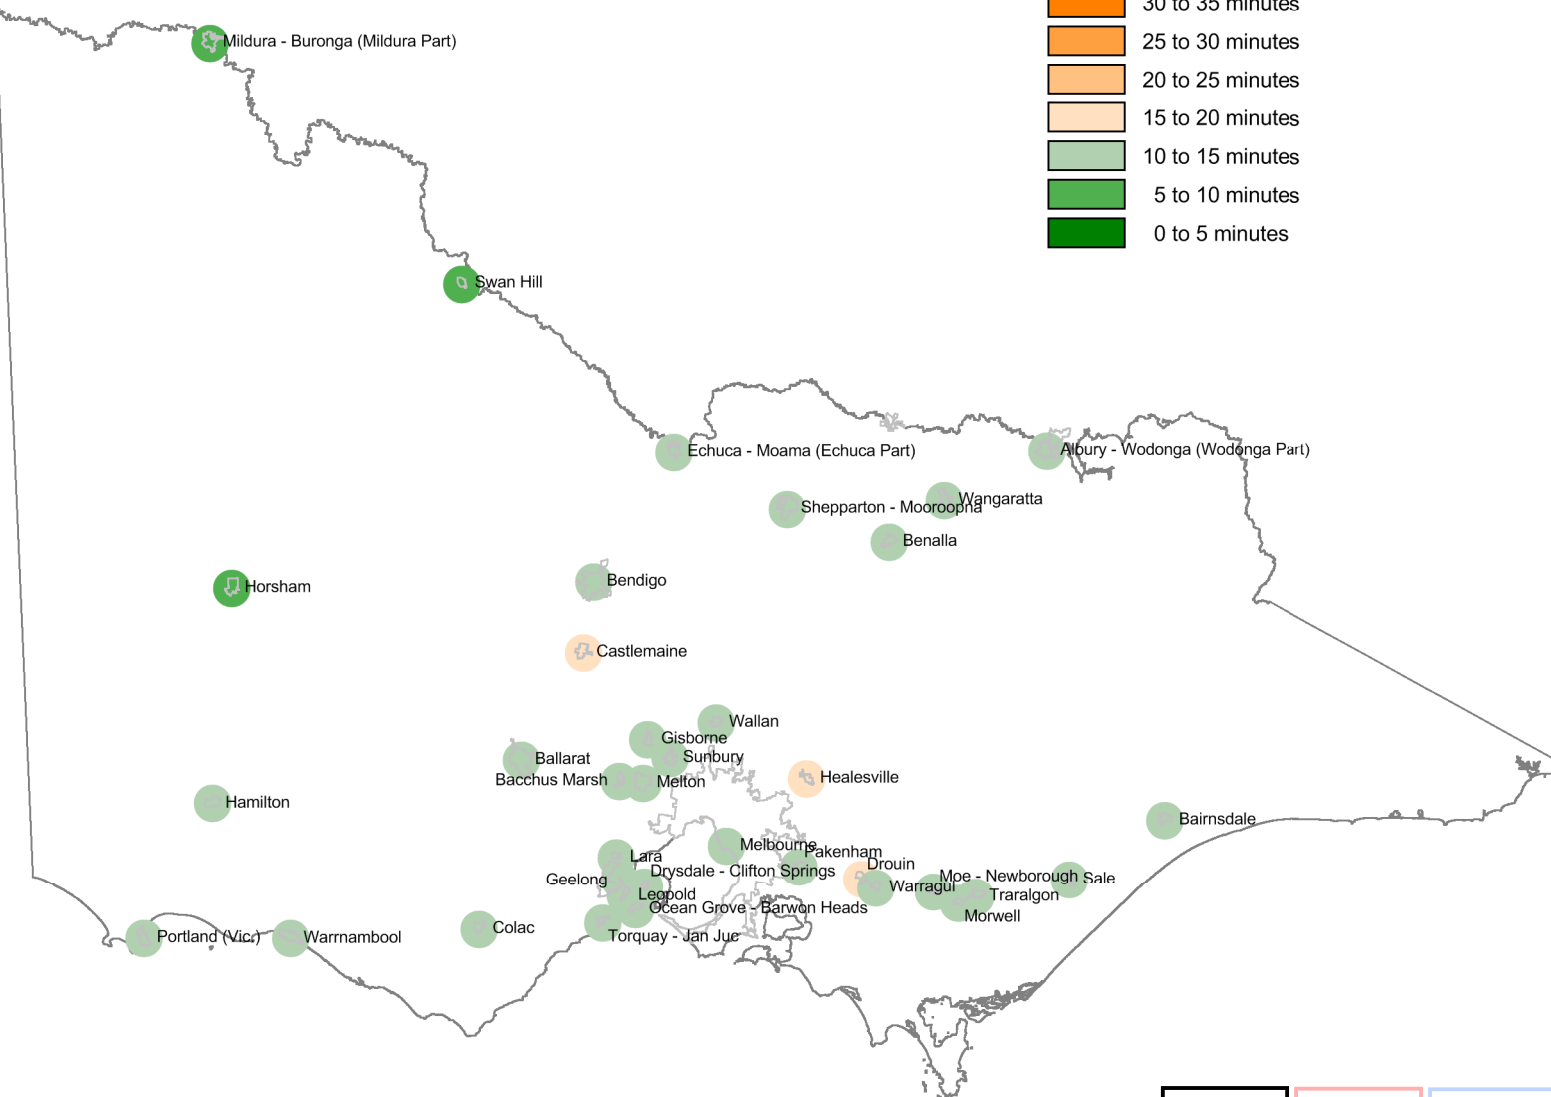 30 to 35 minutes
Mildura - Buronga (Mildura Part)
25 to 30 minutes
20 to 25 minutes
15 to 20 minutes
10 to 15 minutes
5 to 10 minutes
0 to 5 minutes
Swan Hill
Echuca - Moama (Echuca Part)
Albury - Wodonga (Wodonga Part)
Shepparton - Mooroopna
Wangaratta
Benalla
Bendigo
Horsham
Castlemaine
Wallan
Gisborne
Sunbury
Ballarat
Bacchus Marsh
Melton
Healesville
Hamilton
Bairnsdale
Melbourne
Pakenham
Lara
Drouin
Drysdale - Clifton Springs
Geelong
Moe - Newborough
Sale
Warragul
Leopold
Traralgon
Ocean Grove - Barwon Heads
Morwell
Colac
Portland (Vic.)
Warrnambool
Torquay - Jan Juc